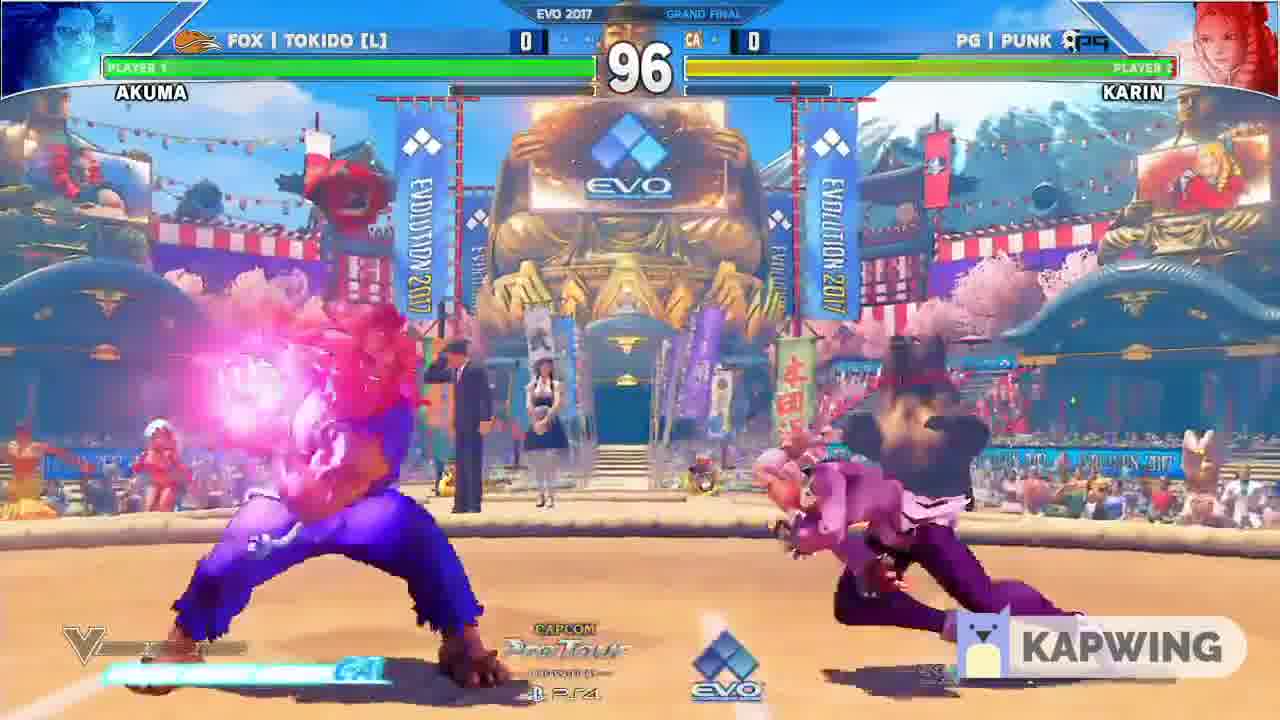 EVO 2017
GRAND FINAL
FOX | TOKIDO [L]
0
CA
0
PG | PUNK
PLAYER 1
96
PLAYER 2
AKUMA
KARIN
EVO
EVOLUTION 2017
EVOLUTION 2017
CAPCOM
Pro Tour
PS4
EVO
KAPWING